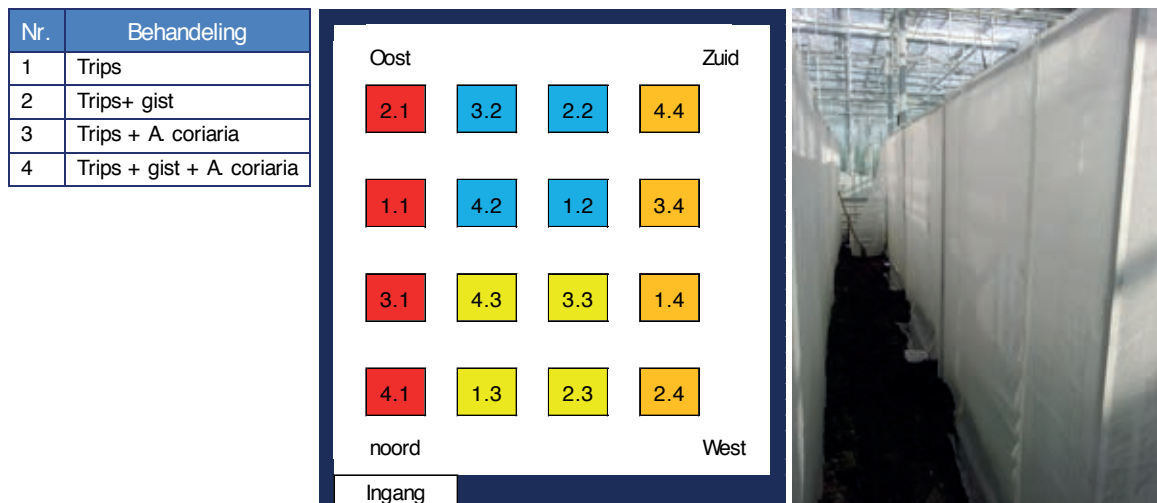 Nr. Behandeling
1 Trips
2 Trips+ gist
3 Trips + A. coriaria
4 Trips + gist + A. coriaria
Oost Zuid
2.1 3.2 2.2 4.4
1.1 4.2 1.2 3.4
3.1 4.3 3.3 1.4
4.1 1.3 2.3 2.4
noord West
Ingang